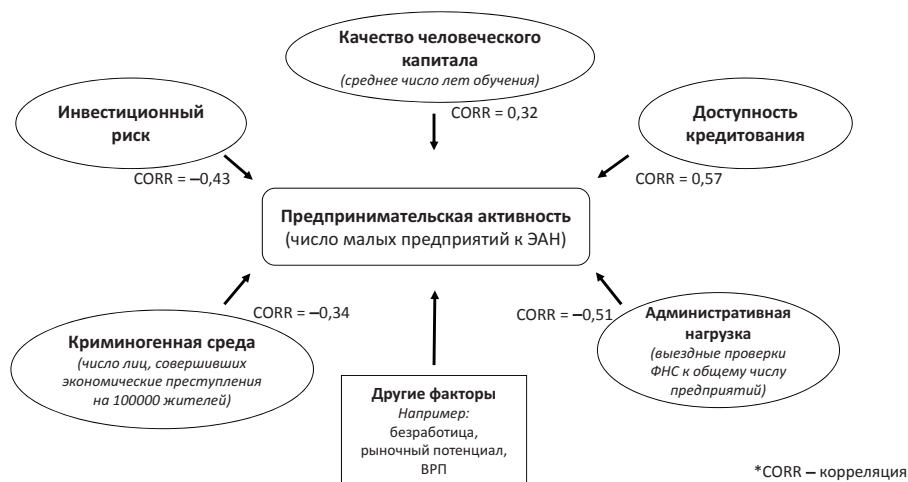 Качество человеческого
капитала
(среднее число лет обучения)
Инвестиционный
риск
Доступность
кредитования
CORR = 0,32
CORR = –0,43
CORR = 0,57
Предпринимательская активность
(число малых предприятий к ЭАН)
CORR = –0,34
CORR = –0,51
Криминогенная среда
(число лиц, совершивших
экономические преступления
на 100000 жителей)
Административная
нагрузка
(выездные проверки
ФНС к общему числу
предприятий)
Другие факторы
Например:
безработица,
рыночный потенциал,
ВРП
*CORR – корреляция